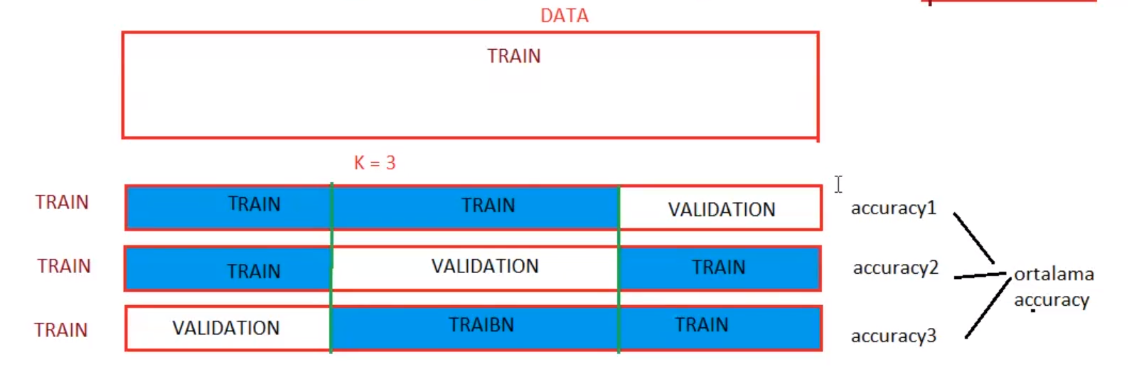 DATA
TRAIN
K = 3
TRAIN TRAIN TRAIN VALIDATION accuracy1
TRAIN TRAIN VALIDATION TRAIN accuracy2
ortalama
accuracy
TRAIN VALIDATION TRAIBN TRAIN accuracy3